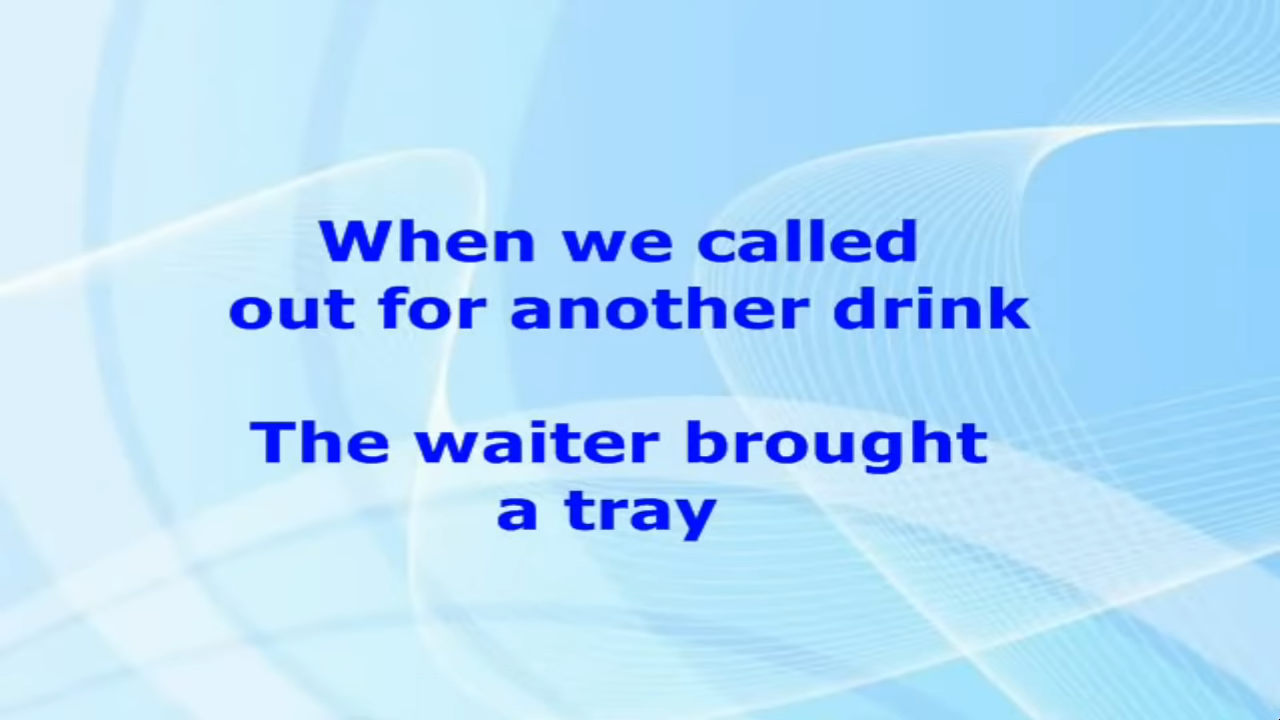 When we called
out for another drink
The waiter brought
a tray